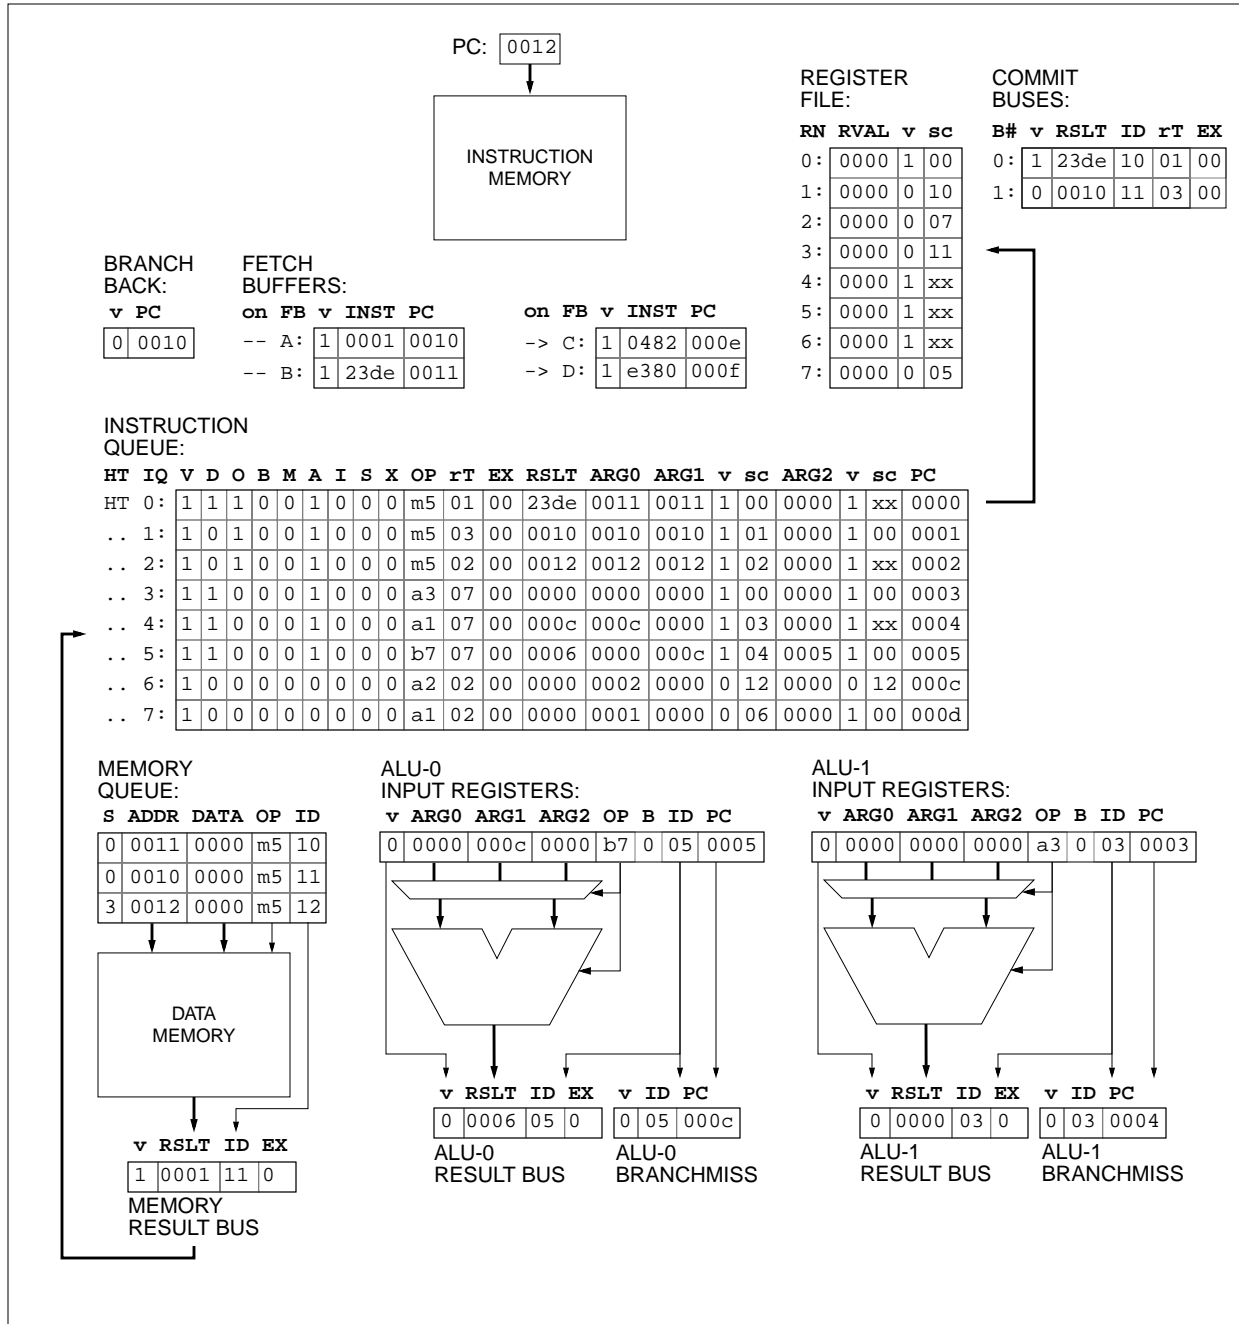 PC: 0012
INSTRUCTION
MEMORY
REGISTER
FILE:
RN RVAL v sc
0: 0000 1 00
1: 0000 0 10
2: 0000 0 07
3: 0000 0 11
4: 0000 1 xx
5: 0000 1 xx
6: 0000 1 xx
7: 0000 0 05
COMMIT
BUSES:
B# v RSLT ID rT EX
0: 1 23de 10 01 00
1: 0 0010 11 03 00
BRANCH
BACK:
v PC
0 0010
FETCH
BUFFERS:
on FB v INST PC
-- A: 1 0001 0010
-- B: 1 23de 0011
on FB v INST PC
-> C: 1 0482 000e
-> D: 1 e380 000f
INSTRUCTION
QUEUE:
HT IQ V D O B M A I S X OP rT EX RSLT ARG0 ARG1 v sc ARG2 v sc PC
HT 0: 1 1 1 0 0 1 0 0 0 m5 01 00 23de 0011 0011 1 00 0000 1 xx 0000
.. 1: 1 0 1 0 0 1 0 0 0 m5 03 00 0010 0010 0010 1 01 0000 1 00 0001
.. 2: 1 0 1 0 0 1 0 0 0 m5 02 00 0012 0012 0012 1 02 0000 1 xx 0002
.. 3: 1 1 0 0 0 1 0 0 0 a3 07 00 0000 0000 0000 1 00 0000 1 00 0003
.. 4: 1 1 0 0 0 1 0 0 0 a1 07 00 000c 000c 0000 1 03 0000 1 xx 0004
.. 5: 1 1 0 0 0 1 0 0 0 b7 07 00 0006 0000 000c 1 04 0005 1 00 0005
.. 6: 1 0 0 0 0 0 0 0 0 a2 02 00 0000 0002 0000 0 12 0000 0 12 000c
.. 7: 1 0 0 0 0 0 0 0 0 a1 02 00 0000 0001 0000 0 06 0000 1 00 000d
MEMORY
QUEUE:
S ADDR DATA OP ID
0 0011 0000 m5 10
0 0010 0000 m5 11
3 0012 0000 m5 12
DATA
MEMORY
v RSLT ID EX
1 0001 11 0
MEMORY
RESULT BUS
ALU-0
INPUT REGISTERS:
v ARG0 ARG1 ARG2 OP B ID PC
0 0000 000c 0000 b7 0 05 0005
v RSLT ID EX
0 0006 05 0
ALU-0
RESULT BUS
v ID PC
0 05 000c
ALU-0
BRANCHMISS
ALU-1
INPUT REGISTERS:
v ARG0 ARG1 ARG2 OP B ID PC
0 0000 0000 0000 a3 0 03 0003
v RSLT ID EX
0 0000 03 0
ALU-1
RESULT BUS
v ID PC
0 03 0004
ALU-1
BRANCHMISS